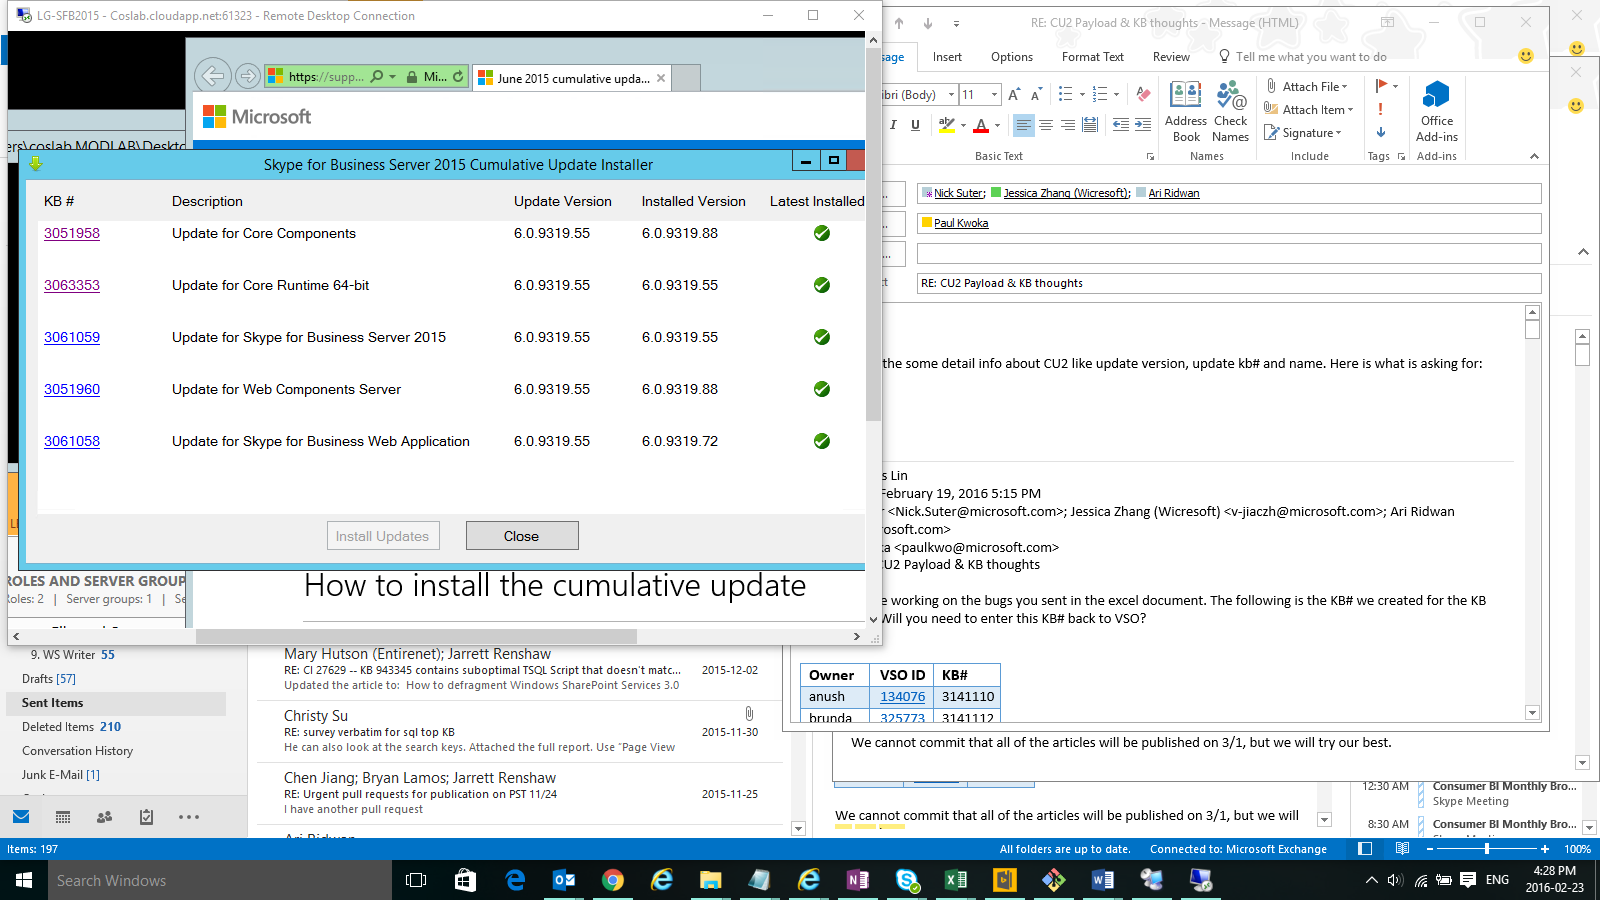 LG-SFB2015 - Coslab.cloudapp.net:61323 - Remote Desktop Connection
https://supp...
Mi...
June 2015 cumulative upda...
Microsoft
ers\coslab.MODLAB\Deskto
Skype for Business Server 2015 Cumulative Update Installer
KB # Description Update Version Installed Version Latest Installed
3051958 Update for Core Components 6.0.9319.55 6.0.9319.88
3063353 Update for Core Runtime 64-bit 6.0.9319.55 6.0.9319.55
3061059 Update for Skype for Business Server 2015 6.0.9319.55 6.0.9319.55
3051960 Update for Web Components Server 6.0.9319.55 6.0.9319.88
3061058 Update for Skype for Business Web Application 6.0.9319.55 6.0.9319.72
Install Updates Close
ROLES AND SERVER GROUP
Roles: 2 | Server groups: 1 | Se
How to install the cumulative update
RE: CU2 Payload & KB thoughts - Message (HTML)
sage Insert Options Format Text Review Tell me what you want to do
ibri (Body) 11
I U
Basic Text
Address Book
Check Names
Names
Attach File
Attach Item
Signature
Include
Tags
Office Add-ins
Add-ins
Nick Suter; Jessica Zhang (Wicresoft); Ari Ridwan
Paul Kwoka
RE: CU2 Payload & KB thoughts
the some detail info about CU2 like update version, update kb# and name. Here is what is asking for:
s Lin
February 19, 2016 5:15 PM
r <Nick.Suter@microsoft.com>; Jessica Zhang (Wicresoft) <v-jiaczh@microsoft.com>; Ari Ridwan
rosoft.com>
ka <paulkwo@microsoft.com>
CU2 Payload & KB thoughts
e working on the bugs you sent in the excel document. The following is the KB# we created for the KB
Will you need to enter this KB# back to VSO?
Owner VSO ID KB#
anush 134076 3141110
brunda 325773 3141112
We cannot commit that all of the articles will be published on 3/1, but we will try our best.
We cannot commit that all of the articles will be published on 3/1, but we will
12:30 AM Consumer BI Monthly Bro...
Skype Meeting
8:30 AM Consumer BI Monthly Bro...
9. WS Writer 55
Drafts [57]
Sent Items
Deleted Items 210
Conversation History
Junk E-Mail [1]
Mary Hutson (Entirenet); Jarrett Renshaw
RE: CI 27629 -- KB 943345 contains suboptimal TSQL Script that doesn't matc... 2015-12-02
Updated the article to: How to defragment Windows SharePoint Services 3.0
Christy Su
RE: survey verbatim for sql top KB 2015-11-30
He can also look at the search keys. Attached the full report. Use "Page View
Chen Jiang; Bryan Lamos; Jarrett Renshaw
RE: Urgent pull requests for publication on PST 11/24 2015-11-25
I have another pull request
Ari Ridwan
Items: 197 All folders are up to date. Connected to: Microsoft Exchange 100%
Search Windows
ENG
4:28 PM
2016-02-23